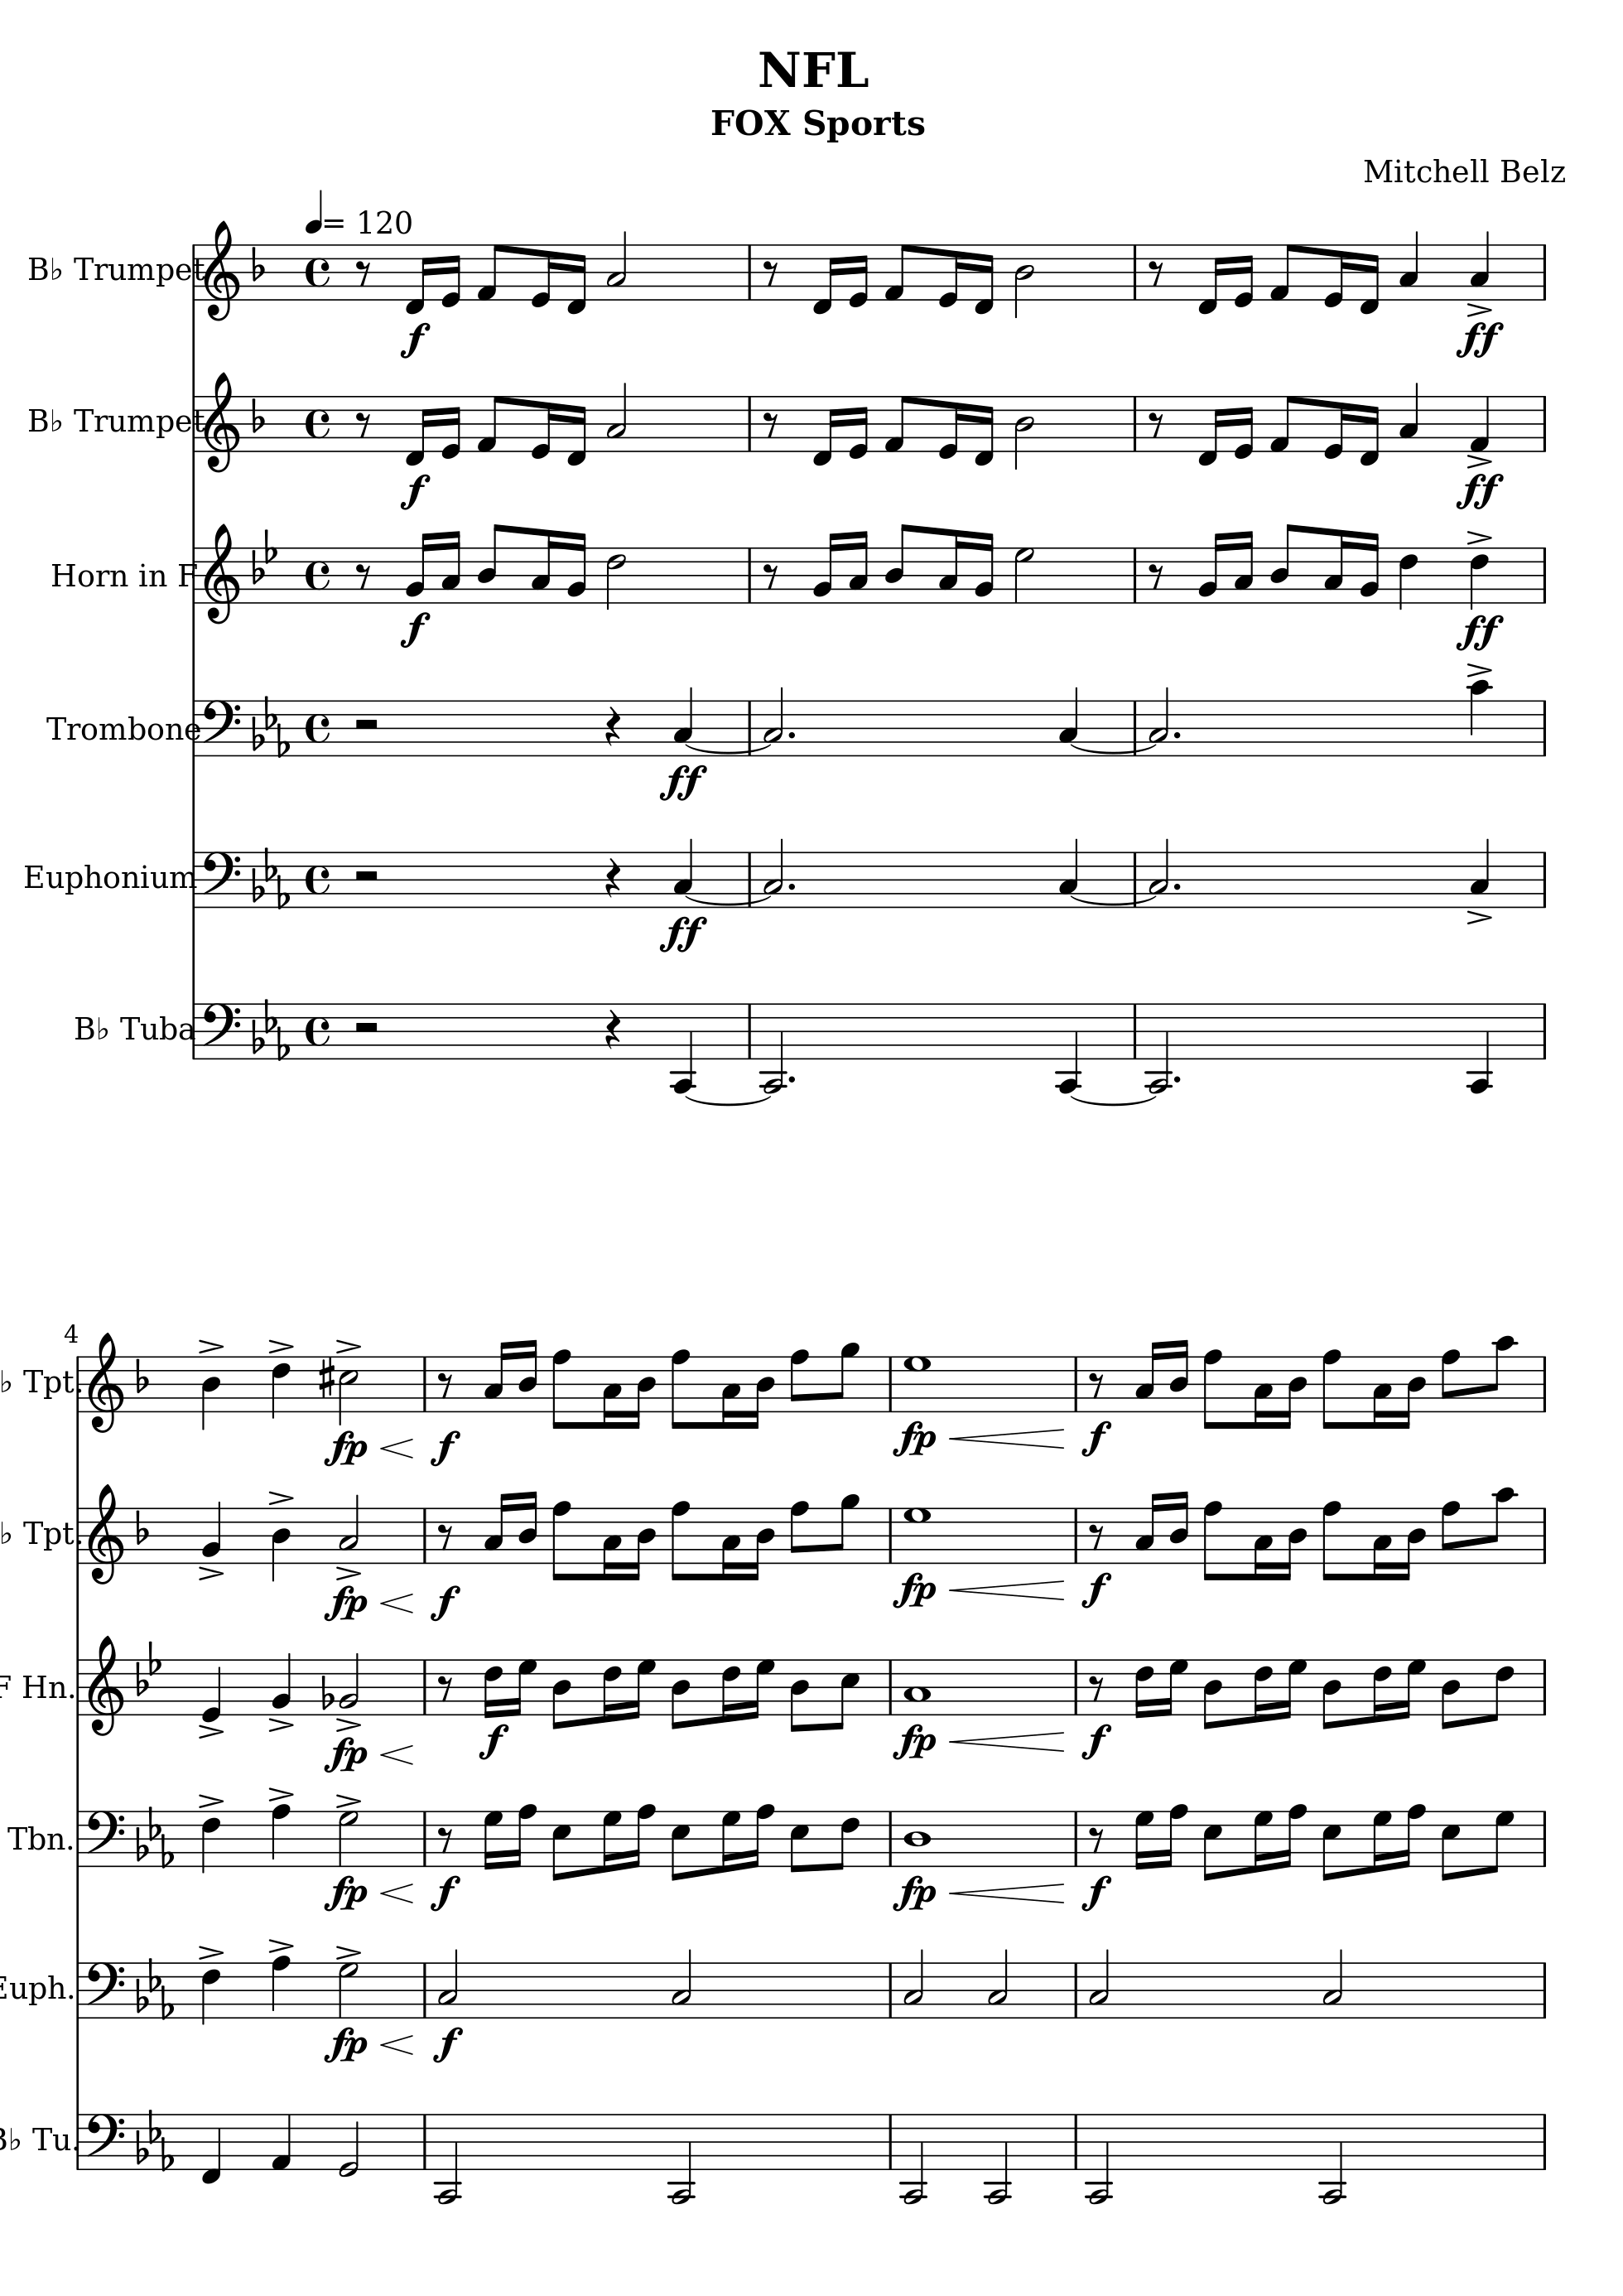 NFL
FOX Sports
Mitchell Belz
= 120
B♭ Trumpet
f
ff
B♭ Trumpet
f
ff
Horn in F
f
ff
Trombone
ff
Euphonium
ff
B♭ Tuba
4
♭ Tpt.
fp f fp f
♭ Tpt.
fp f fp f
F Hn.
fp f fp f
Tbn.
fp f fp f
Euph.
fp f
B♭ Tu.